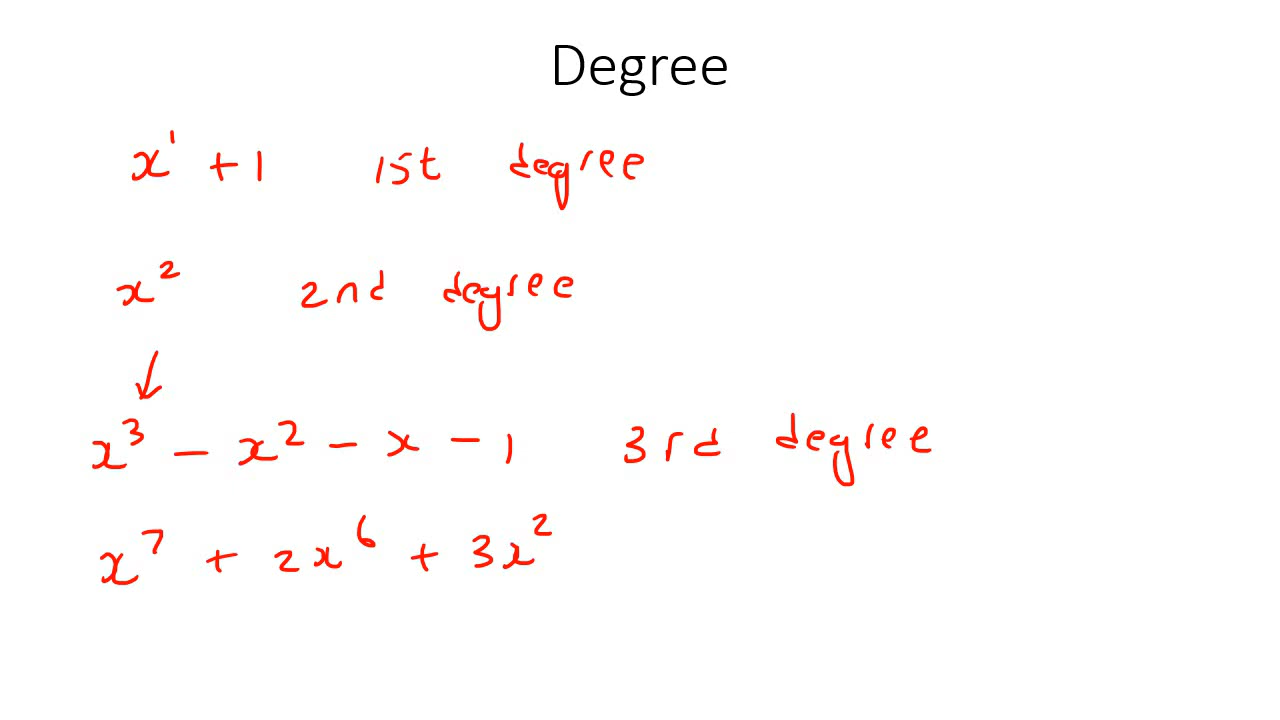 Degree
x¹ + 1 1st degree
x² 2nd degree
↓
x³ − x² − x − 1 3rd degree
x⁷ + 2x⁶ + 3x²